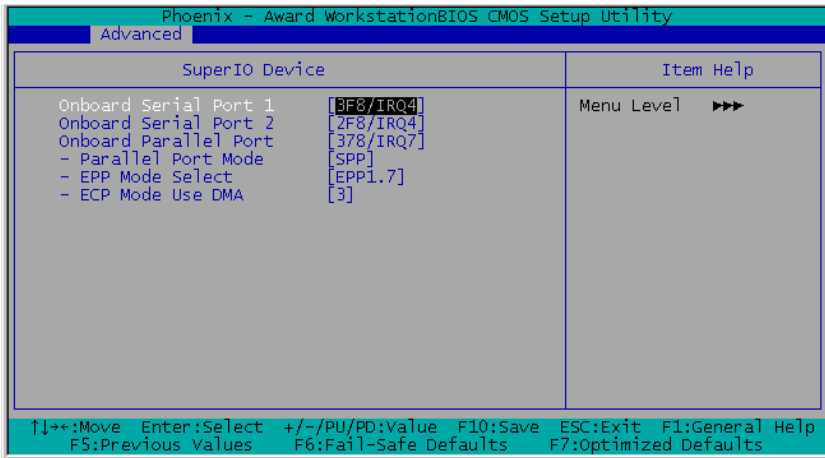 Phoenix - Award WorkstationBIOS CMOS Setup Utility
Advanced
SuperIO Device
Item Help
Onboard Serial Port 1 [3F8/IRQ4]
Onboard Serial Port 2 [2F8/IRQ4]
Onboard Parallel Port [378/IRQ7]
- Parallel Port Mode [SPP]
- EPP Mode Select [EPP1.7]
- ECP Mode Use DMA [3]
Menu Level ►►►
↑↓→←:Move Enter:Select +/-/PU/PD:Value F10:Save ESC:Exit F1:General Help
F5:Previous Values F6:Fail-Safe Defaults F7:Optimized Defaults